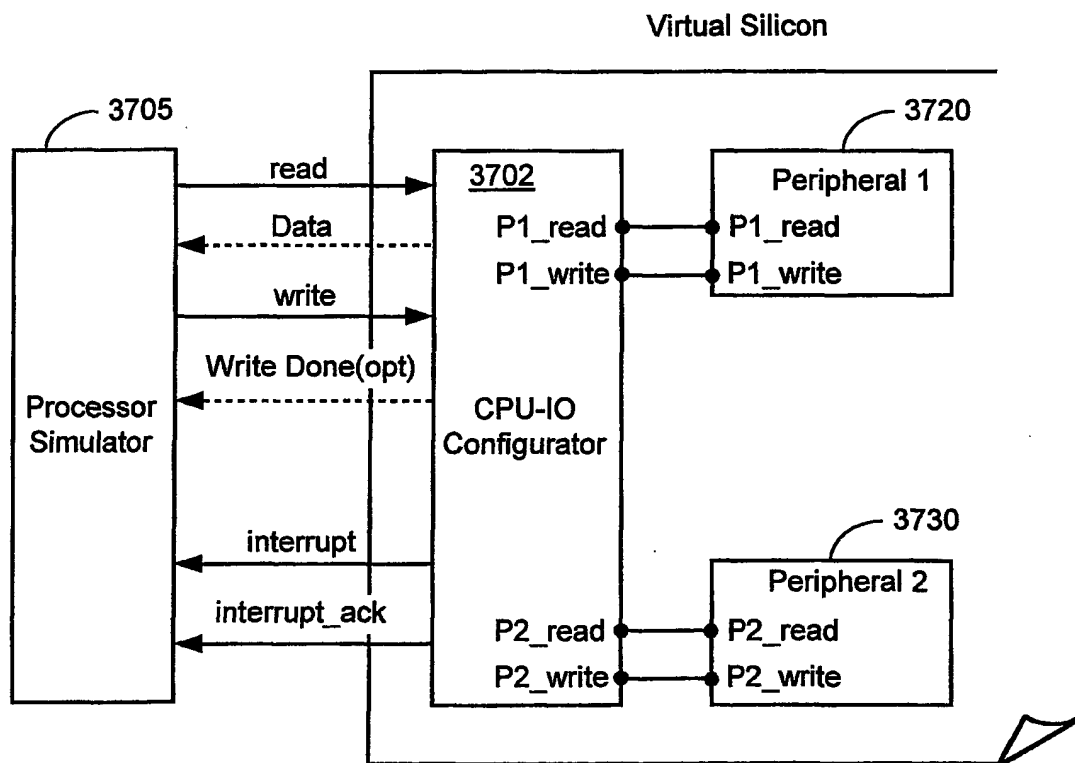 Virtual Silicon
3705
3720
read
3702
Peripheral 1
Data
P1_read
P1_read
P1_write
P1_write
write
Write Done(opt)
Processor
Simulator
CPU-IO
Configurator
3730
interrupt
Peripheral 2
interrupt_ack
P2_read
P2_read
P2_write
P2_write